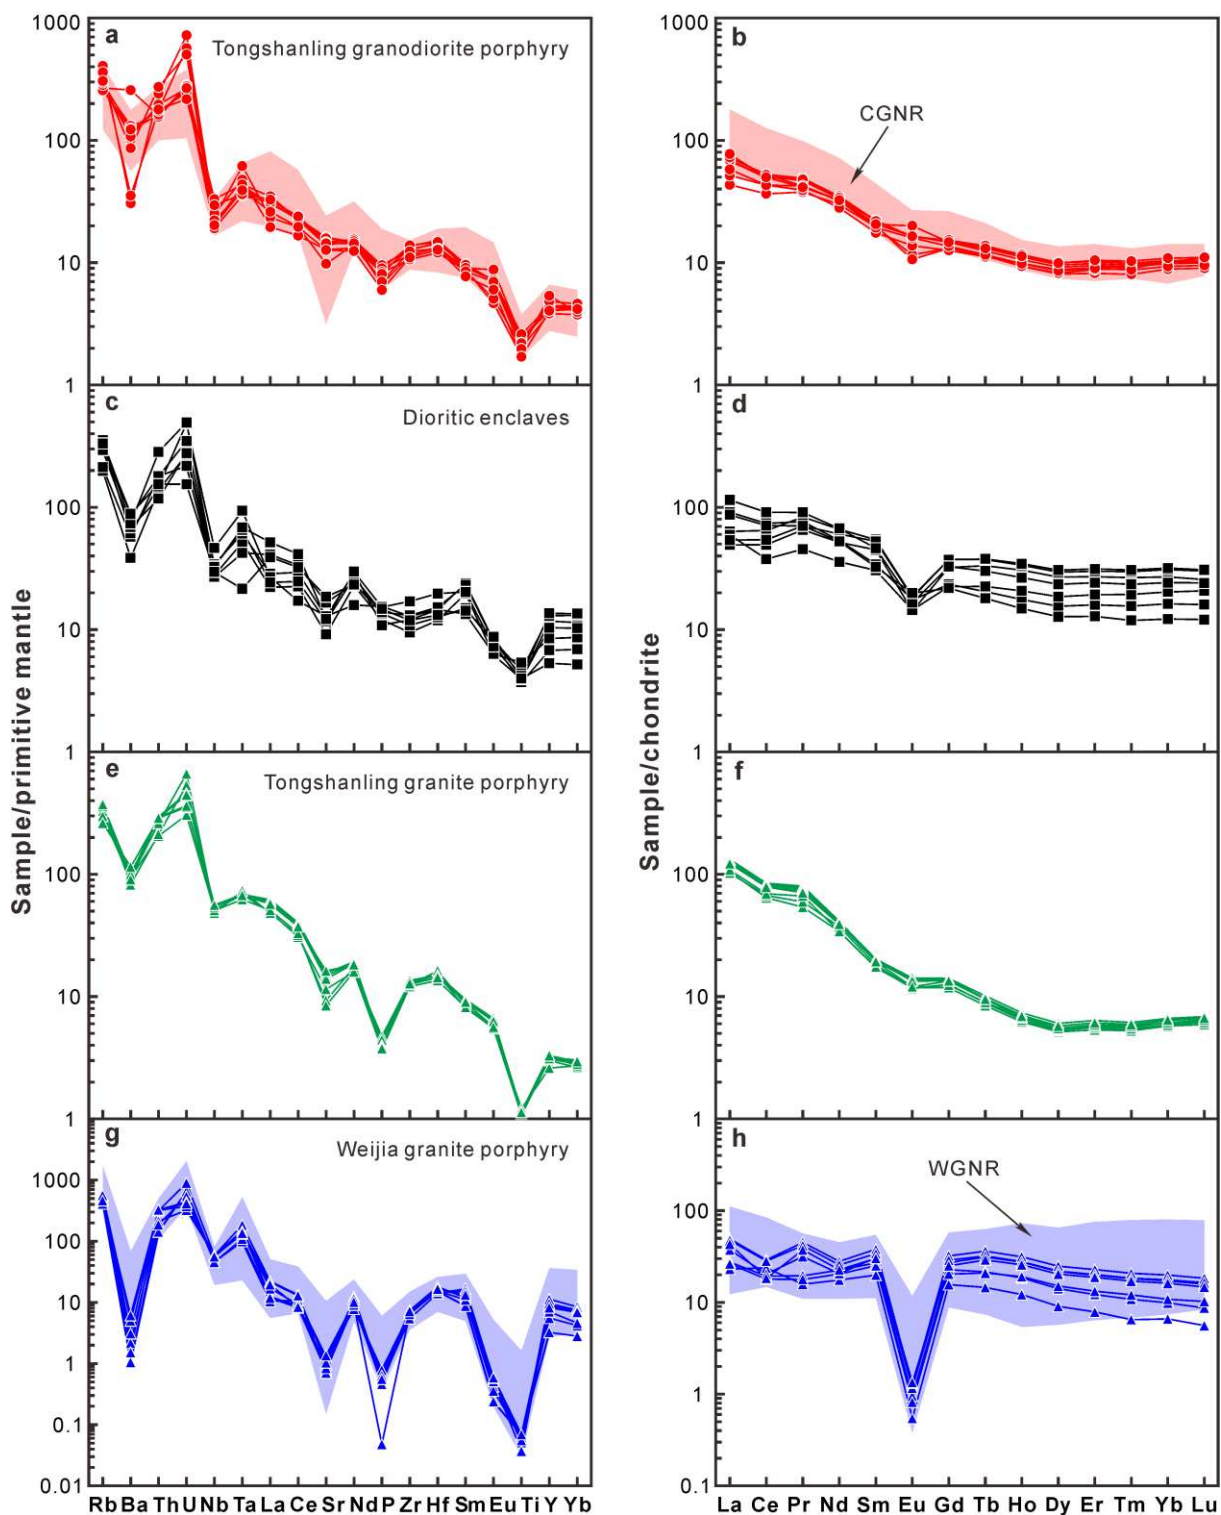 a
Tongshanling granodiorite porphyry
1000
100
10
1
b
CGNR
1000
100
10
1
c
Dioritic enclaves
100
10
1
d
100
10
1
e
Tongshanling granite porphyry
100
10
1
f
100
10
1
g
Weijia granite porphyry
1000
100
10
1
0.1
0.01
h
WGNR
100
10
1
0.1
Sample/primitive mantle
Sample/chondrite
Rb Ba Th U Nb Ta La Ce Sr Nd P Zr Hf Sm Eu Ti Y Yb
La Ce Pr Nd Sm Eu Gd Tb Ho Dy Er Tm Yb Lu